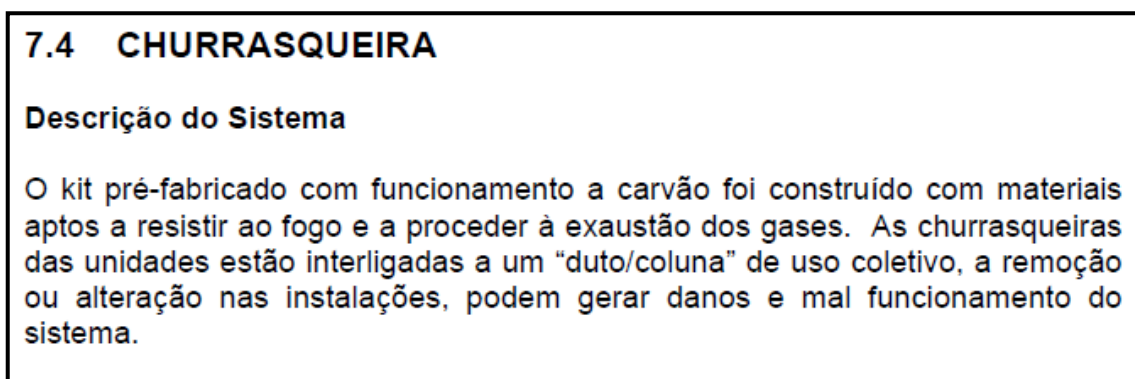 7.4 CHURRASQUEIRA
Descrição do Sistema
O kit pré-fabricado com funcionamento a carvão foi construído com materiais
aptos a resistir ao fogo e a proceder à exaustão dos gases. As churrasqueiras
das unidades estão interligadas a um “duto/coluna” de uso coletivo, a remoção
ou alteração nas instalações, podem gerar danos e mal funcionamento do
sistema.